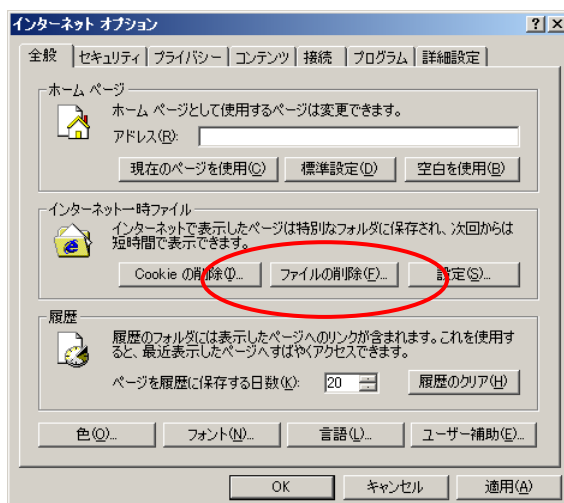 インターネット オプション
全般 セキュリティ プライバシー コンテンツ 接続 プログラム 詳細設定
ホーム ページ
ホーム ページとして使用するページは変更できます。
アドレス(R):
現在のページを使用(C) 標準設定(D) 空白を使用(B)
インターネット一時ファイル
インターネットで表示したページは特別なフォルダに保存され、次回からは
短時間で表示できます。
Cookie の削除(I)... ファイルの削除(F)... 設定(S)...
履歴
履歴のフォルダには表示したページへのリンクが含まれます。これを使用す
ると、最近表示したページへすばやくアクセスできます。
ページを履歴に保存する日数(K): 20 履歴のクリア(H)
色(O)... フォント(N)... 言語(L)... ユーザー補助(E)...
OK キャンセル 適用(A)